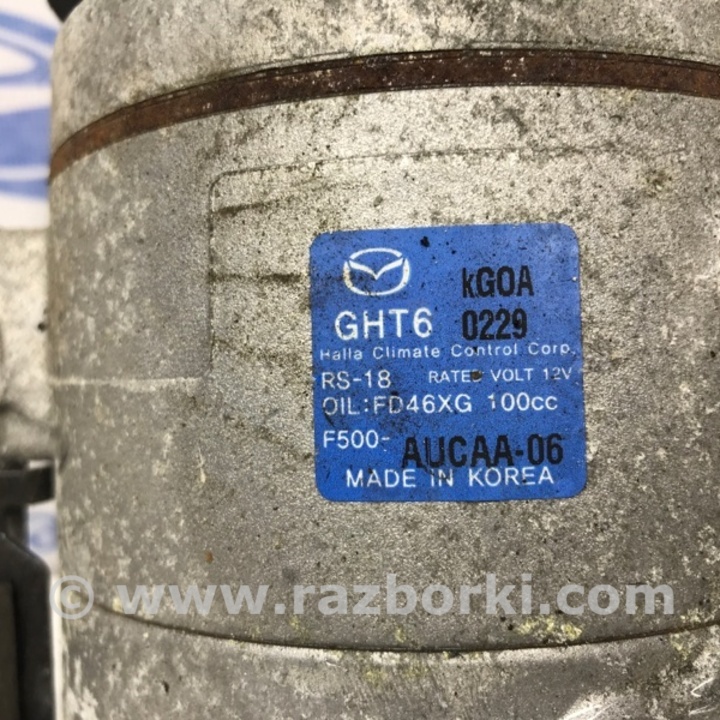 kGOA
GHT6 0229
Halla Climate Control Corp.
RS-18 RATED VOLT 12V
OIL:FD46XG 100cc
F500-AUCAA-06
MADE IN KOREA
© www.razborki.com